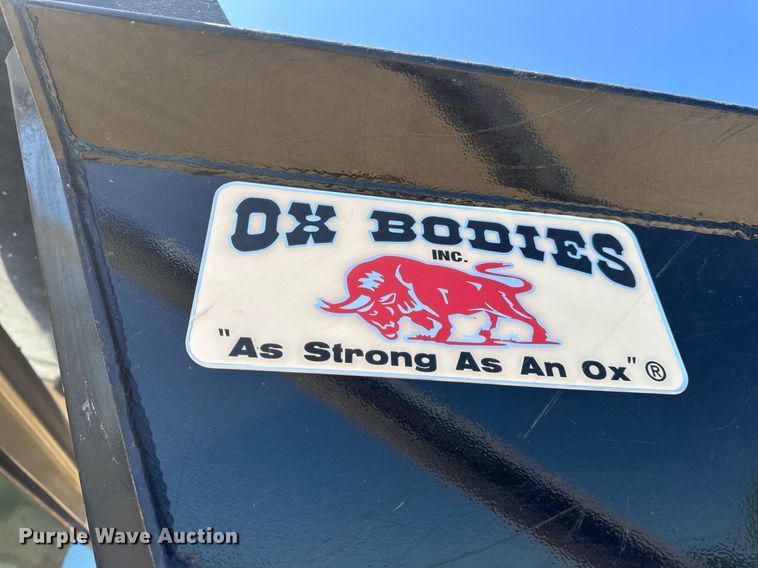 OX BODIES
INC.
"As Strong As An Ox" ®
Purple Wave Auction